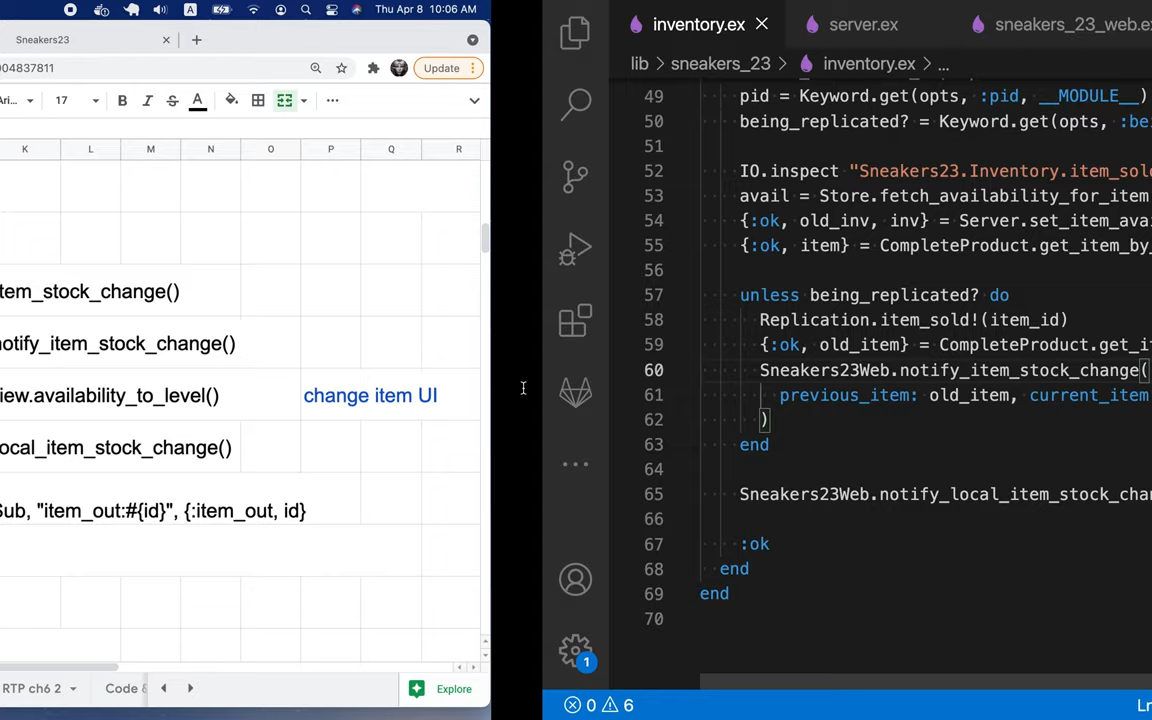 A
Thu Apr 8 10:06 AM
Sneakers23
004837811
Update
Ari...
17
B I S A
K L M N O P Q R
tem_stock_change()
notify_item_stock_change()
iew.availability_to_level()
change item UI
ocal_item_stock_change()
Sub, "item_out:#{id}", {:item_out, id}
RTP ch6 2
Code &
Explore
inventory.ex
server.ex
sneakers_23_web.ex
lib > sneakers_23 > inventory.ex > ...
49 pid = Keyword.get(opts, :pid, __MODULE__)
50 being_replicated? = Keyword.get(opts, :bei
51
52 IO.inspect "Sneakers23.Inventory.item_sol
53 avail = Store.fetch_availability_for_item
54 {:ok, old_inv, inv} = Server.set_item_ava
55 {:ok, item} = CompleteProduct.get_item_by_
56
57 unless being_replicated? do
58 Replication.item_sold!(item_id)
59 {:ok, old_item} = CompleteProduct.get_it
60 Sneakers23Web.notify_item_stock_change(
61 previous_item: old_item, current_item
62 )
63 end
64
65 Sneakers23Web.notify_local_item_stock_cha
66
67 :ok
68 end
69 end
70
1
0 6
Ln